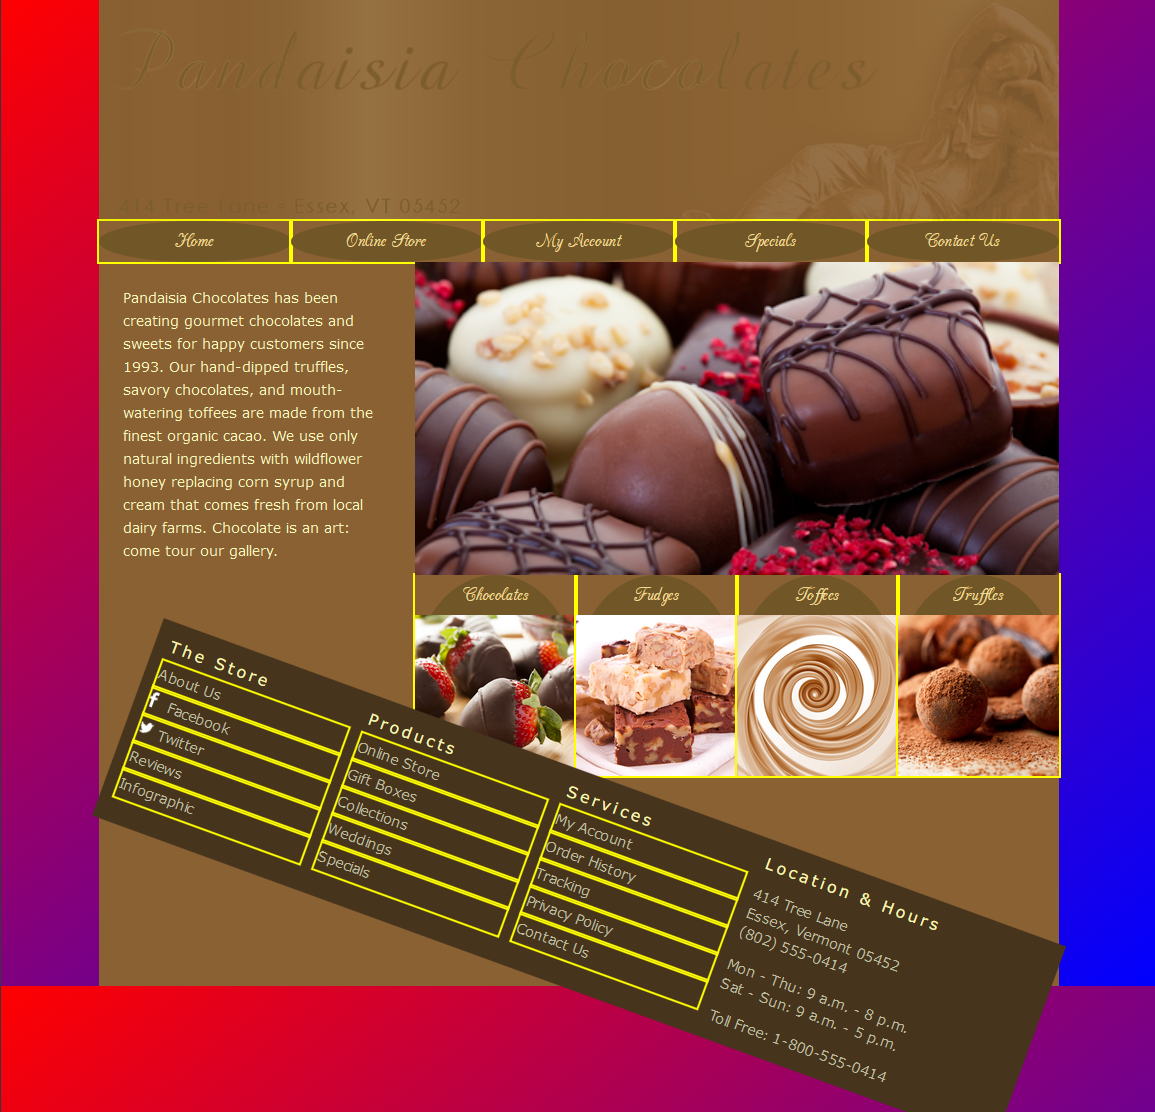 Pandaisia Chocolates
414 Tree Lane • Essex, VT 05452
Home
Online Store
My Account
Specials
Contact Us
Pandaisia Chocolates has been
creating gourmet chocolates and
sweets for happy customers since
1993. Our hand-dipped truffles,
savory chocolates, and mouth-
watering toffees are made from the
finest organic cacao. We use only
natural ingredients with wildflower
honey replacing corn syrup and
cream that comes fresh from local
dairy farms. Chocolate is an art:
come tour our gallery.
Chocolates
Fudges
Toffees
Truffles
The Store
About Us
Facebook
Twitter
Reviews
Infographic
Products
Online Store
Gift Boxes
Collections
Weddings
Specials
Services
My Account
Order History
Tracking
Privacy Policy
Contact Us
Location & Hours
414 Tree Lane
Essex, Vermont 05452
(802) 555-0414
Mon - Thu: 9 a.m. - 8 p.m.
Sat - Sun: 9 a.m. - 5 p.m.
Toll Free: 1-800-555-0414